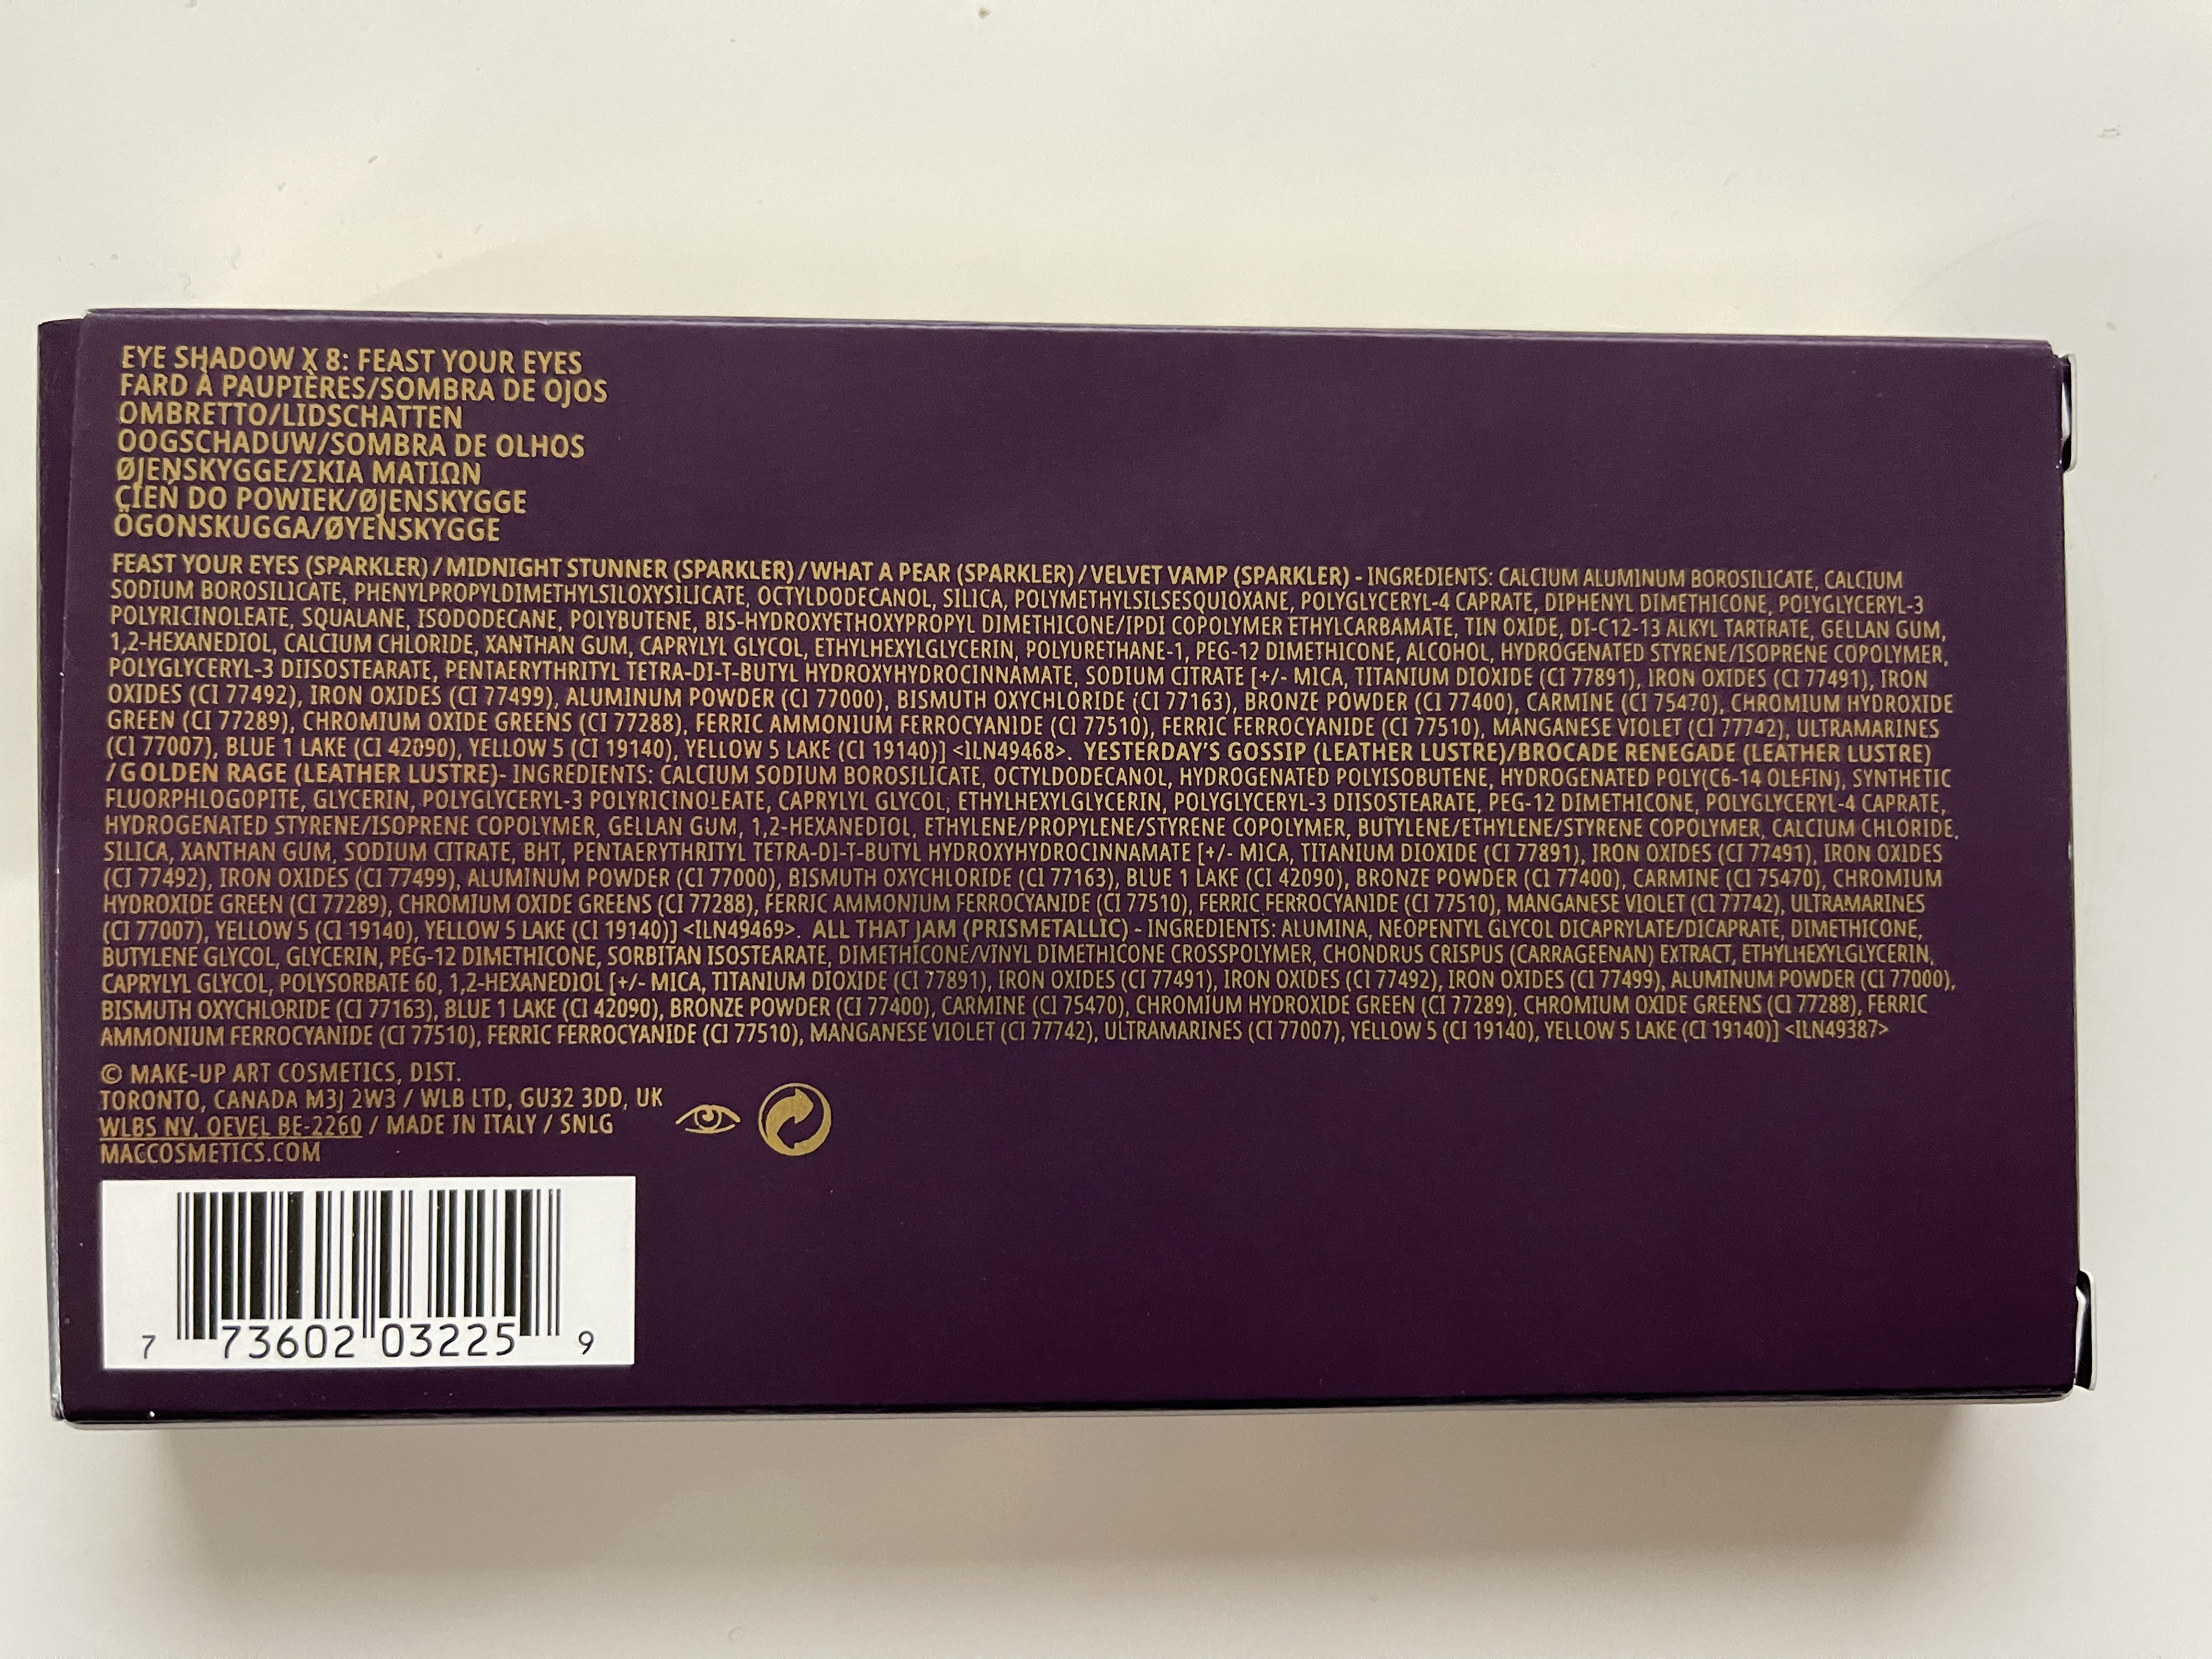 EYE SHADOW X 8: FEAST YOUR EYES
FARD À PAUPIÈRES/SOMBRA DE OJOS
OMBRETTO/LIDSCHATTEN
OOGSCHADUW/SOMBRA DE OLHOS
ØJENSKYGGE/ΣΚΙΑ ΜΑΤΙΩΝ
CIEŃ DO POWIEK/ØJENSKYGGE
ÖGONSKUGGA/ØYENSKYGGE
FEAST YOUR EYES (SPARKLER) / MIDNIGHT STUNNER (SPARKLER) / WHAT A PEAR (SPARKLER) / VELVET VAMP (SPARKLER) - INGREDIENTS: CALCIUM ALUMINUM BOROSILICATE, CALCIUM
SODIUM BOROSILICATE, PHENYLPROPYLDIMETHYLSILOXYSILICATE, OCTYLDODECANOL, SILICA, POLYMETHYLSILSESQUIOXANE, POLYGLYCERYL-4 CAPRATE, DIPHENYL DIMETHICONE, POLYGLYCERYL-3
POLYRICINOLEATE, SQUALANE, ISODODECANE, POLYBUTENE, BIS-HYDROXYETHOXYPROPYL DIMETHICONE/IPDI COPOLYMER ETHYLCARBAMATE, TIN OXIDE, DI-C12-13 ALKYL TARTRATE, GELLAN GUM,
1,2-HEXANEDIOL, CALCIUM CHLORIDE, XANTHAN GUM, CAPRYLYL GLYCOL, ETHYLHEXYLGLYCERIN, POLYURETHANE-1, PEG-12 DIMETHICONE, ALCOHOL, HYDROGENATED STYRENE/ISOPRENE COPOLYMER,
POLYGLYCERYL-3 DIISOSTEARATE, PENTAERYTHRITYL TETRA-DI-T-BUTYL HYDROXYHYDROCINNAMATE, SODIUM CITRATE [+/- MICA, TITANIUM DIOXIDE (CI 77891), IRON OXIDES (CI 77491), IRON
OXIDES (CI 77492), IRON OXIDES (CI 77499), ALUMINUM POWDER (CI 77000), BISMUTH OXYCHLORIDE (CI 77163), BRONZE POWDER (CI 77400), CARMINE (CI 75470), CHROMIUM HYDROXIDE
GREEN (CI 77289), CHROMIUM OXIDE GREENS (CI 77288), FERRIC AMMONIUM FERROCYANIDE (CI 77510), FERRIC FERROCYANIDE (CI 77510), MANGANESE VIOLET (CI 77742), ULTRAMARINES
(CI 77007), BLUE 1 LAKE (CI 42090), YELLOW 5 (CI 19140), YELLOW 5 LAKE (CI 19140)] <ILN49468>. YESTERDAY'S GOSSIP (LEATHER LUSTRE)/BROCADE RENEGADE (LEATHER LUSTRE)
/GOLDEN RAGE (LEATHER LUSTRE)- INGREDIENTS: CALCIUM SODIUM BOROSILICATE, OCTYLDODECANOL, HYDROGENATED POLYISOBUTENE, HYDROGENATED POLY(C6-14 OLEFIN), SYNTHETIC
FLUORPHLOGOPITE, GLYCERIN, POLYGLYCERYL-3 POLYRICINOLEATE, CAPRYLYL GLYCOL, ETHYLHEXYLGLYCERIN, POLYGLYCERYL-3 DIISOSTEARATE, PEG-12 DIMETHICONE, POLYGLYCERYL-4 CAPRATE,
HYDROGENATED STYRENE/ISOPRENE COPOLYMER, GELLAN GUM, 1,2-HEXANEDIOL, ETHYLENE/PROPYLENE/STYRENE COPOLYMER, BUTYLENE/ETHYLENE/STYRENE COPOLYMER, CALCIUM CHLORIDE,
SILICA, XANTHAN GUM, SODIUM CITRATE, BHT, PENTAERYTHRITYL TETRA-DI-T-BUTYL HYDROXYHYDROCINNAMATE [+/- MICA, TITANIUM DIOXIDE (CI 77891), IRON OXIDES (CI 77491), IRON OXIDES
(CI 77492), IRON OXIDES (CI 77499), ALUMINUM POWDER (CI 77000), BISMUTH OXYCHLORIDE (CI 77163), BLUE 1 LAKE (CI 42090), BRONZE POWDER (CI 77400), CARMINE (CI 75470), CHROMIUM
HYDROXIDE GREEN (CI 77289), CHROMIUM OXIDE GREENS (CI 77288), FERRIC AMMONIUM FERROCYANIDE (CI 77510), FERRIC FERROCYANIDE (CI 77510), MANGANESE VIOLET (CI 77742), ULTRAMARINES
(CI 77007), YELLOW 5 (CI 19140), YELLOW 5 LAKE (CI 19140)] <ILN49469>. ALL THAT JAM (PRISMETALLIC) - INGREDIENTS: ALUMINA, NEOPENTYL GLYCOL DICAPRYLATE/DICAPRATE, DIMETHICONE,
BUTYLENE GLYCOL, GLYCERIN, PEG-12 DIMETHICONE, SORBITAN ISOSTEARATE, DIMETHICONE/VINYL DIMETHICONE CROSSPOLYMER, CHONDRUS CRISPUS (CARRAGEENAN) EXTRACT, ETHYLHEXYLGLYCERIN,
CAPRYLYL GLYCOL, POLYSORBATE 60, 1,2-HEXANEDIOL [+/- MICA, TITANIUM DIOXIDE (CI 77891), IRON OXIDES (CI 77491), IRON OXIDES (CI 77492), IRON OXIDES (CI 77499), ALUMINUM POWDER (CI 77000),
BISMUTH OXYCHLORIDE (CI 77163), BLUE 1 LAKE (CI 42090), BRONZE POWDER (CI 77400), CARMINE (CI 75470), CHROMIUM HYDROXIDE GREEN (CI 77289), CHROMIUM OXIDE GREENS (CI 77288), FERRIC
AMMONIUM FERROCYANIDE (CI 77510), FERRIC FERROCYANIDE (CI 77510), MANGANESE VIOLET (CI 77742), ULTRAMARINES (CI 77007), YELLOW 5 (CI 19140), YELLOW 5 LAKE (CI 19140)] <ILN49387>
© MAKE-UP ART COSMETICS, DIST.
TORONTO, CANADA M3J 2W3 / WLB LTD, GU32 3DD, UK
WLBS NV, OEVEL BE-2260 / MADE IN ITALY / SNLG
MACCOSMETICS.COM
7 73602 03225 9